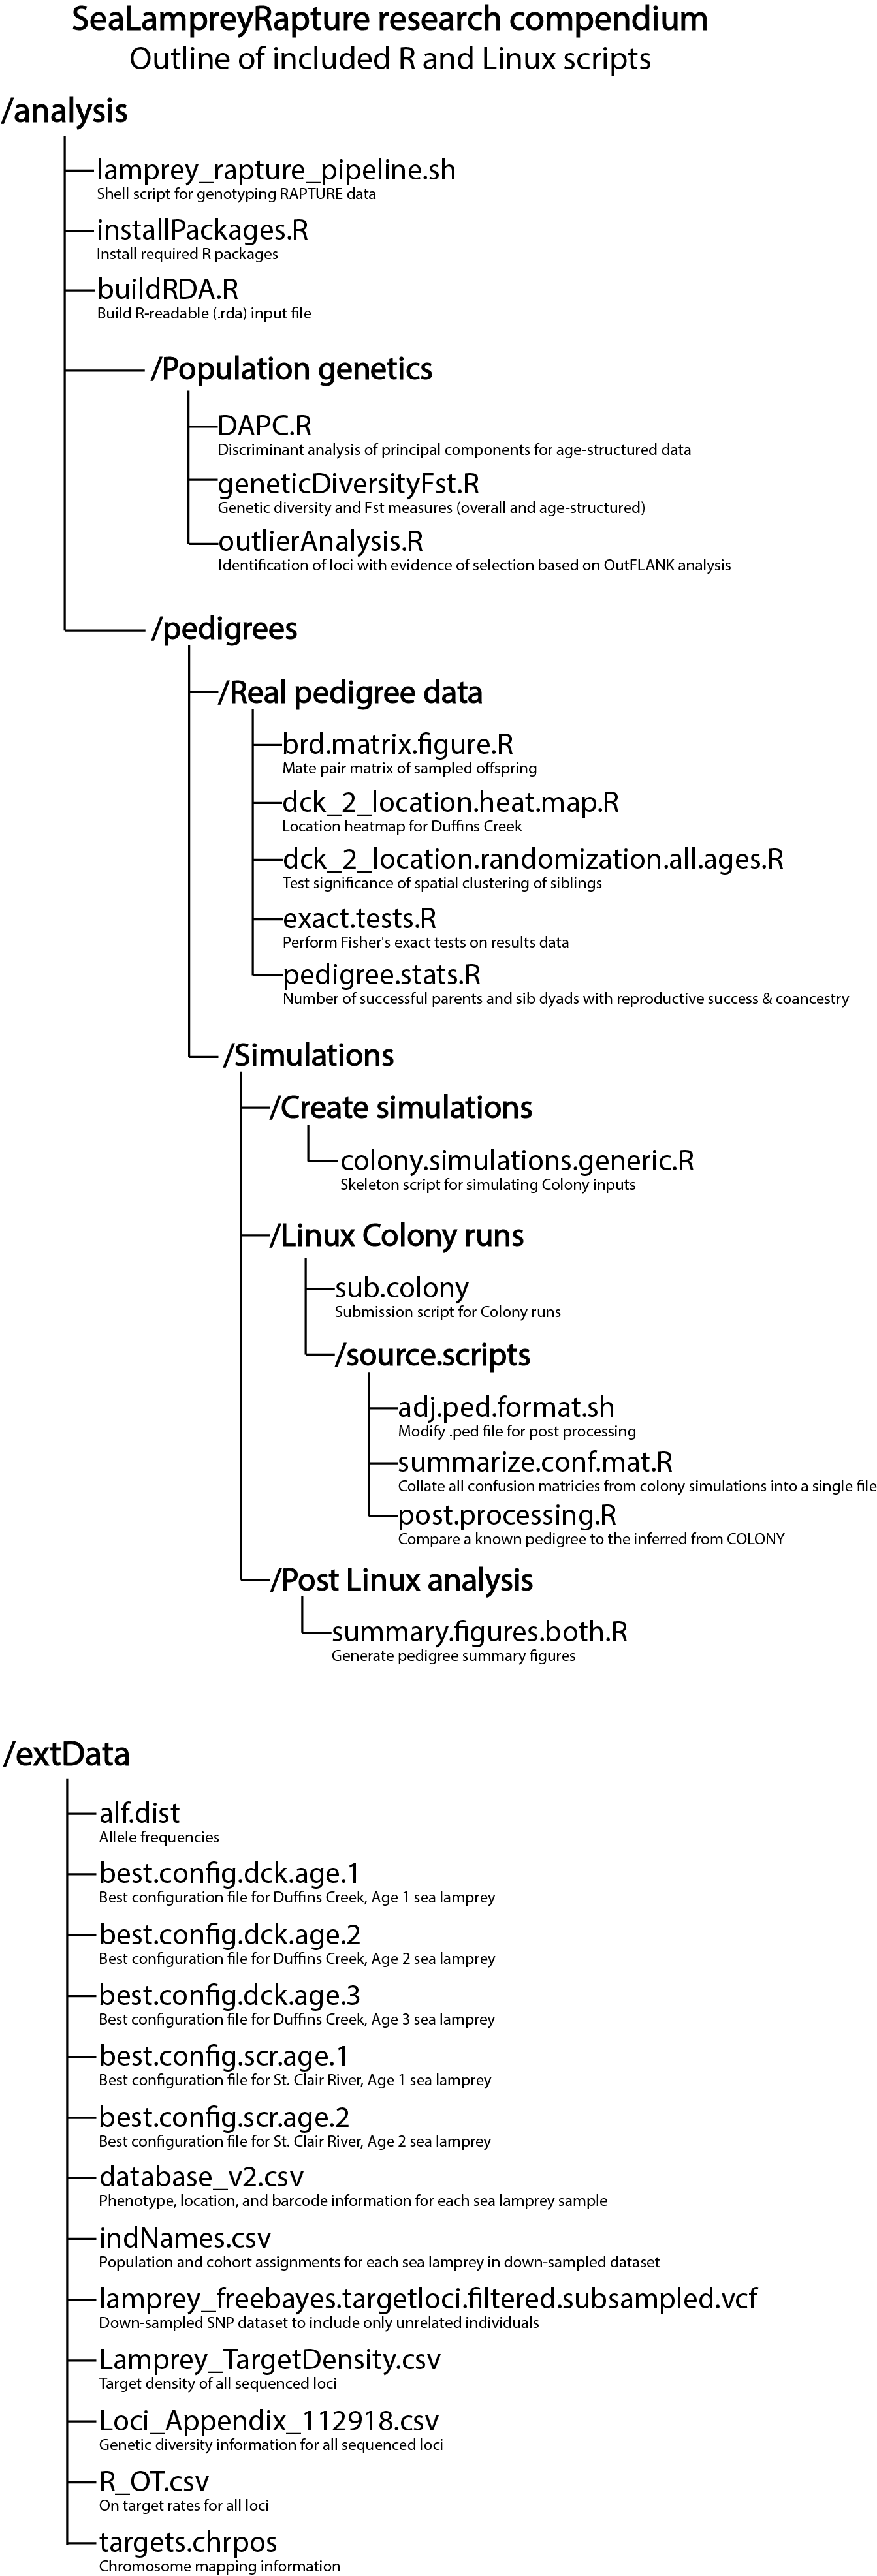 SeaLampreyRapture research compendium
Outline of included R and Linux scripts
/analysis
lamprey_rapture_pipeline.sh
Shell script for genotyping RAPTURE data
installPackages.R
Install required R packages
buildRDA.R
Build R-readable (.rda) input file
/Population genetics
DAPC.R
Discriminant analysis of principal components for age-structured data
geneticDiversityFst.R
Genetic diversity and Fst measures (overall and age-structured)
outlierAnalysis.R
Identification of loci with evidence of selection based on OutFLANK analysis
/pedigrees
/Real pedigree data
brd.matrix.figure.R
Mate pair matrix of sampled offspring
dck_2_location.heat.map.R
Location heatmap for Duffins Creek
dck_2_location.randomization.all.ages.R
Test significance of spatial clustering of siblings
exact.tests.R
Perform Fisher's exact tests on results data
pedigree.stats.R
Number of successful parents and sib dyads with reproductive success & coancestry
/Simulations
/Create simulations
colony.simulations.generic.R
Skeleton script for simulating Colony inputs
/Linux Colony runs
sub.colony
Submission script for Colony runs
/source.scripts
adj.ped.format.sh
Modify .ped file for post processing
summarize.conf.mat.R
Collate all confusion matricies from colony simulations into a single file
post.processing.R
Compare a known pedigree to the inferred from COLONY
/Post Linux analysis
summary.figures.both.R
Generate pedigree summary figures
/extData
alf.dist
Allele frequencies
best.config.dck.age.1
Best configuration file for Duffins Creek, Age 1 sea lamprey
best.config.dck.age.2
Best configuration file for Duffins Creek, Age 2 sea lamprey
best.config.dck.age.3
Best configuration file for Duffins Creek, Age 3 sea lamprey
best.config.scr.age.1
Best configuration file for St. Clair River, Age 1 sea lamprey
best.config.scr.age.2
Best configuration file for St. Clair River, Age 2 sea lamprey
database_v2.csv
Phenotype, location, and barcode information for each sea lamprey sample
indNames.csv
Population and cohort assignments for each sea lamprey in down-sampled dataset
lamprey_freebayes.targetloci.filtered.subsampled.vcf
Down-sampled SNP dataset to include only unrelated individuals
Lamprey_TargetDensity.csv
Target density of all sequenced loci
Loci_Appendix_112918.csv
Genetic diversity information for all sequenced loci
R_OT.csv
On target rates for all loci
targets.chrpos
Chromosome mapping information